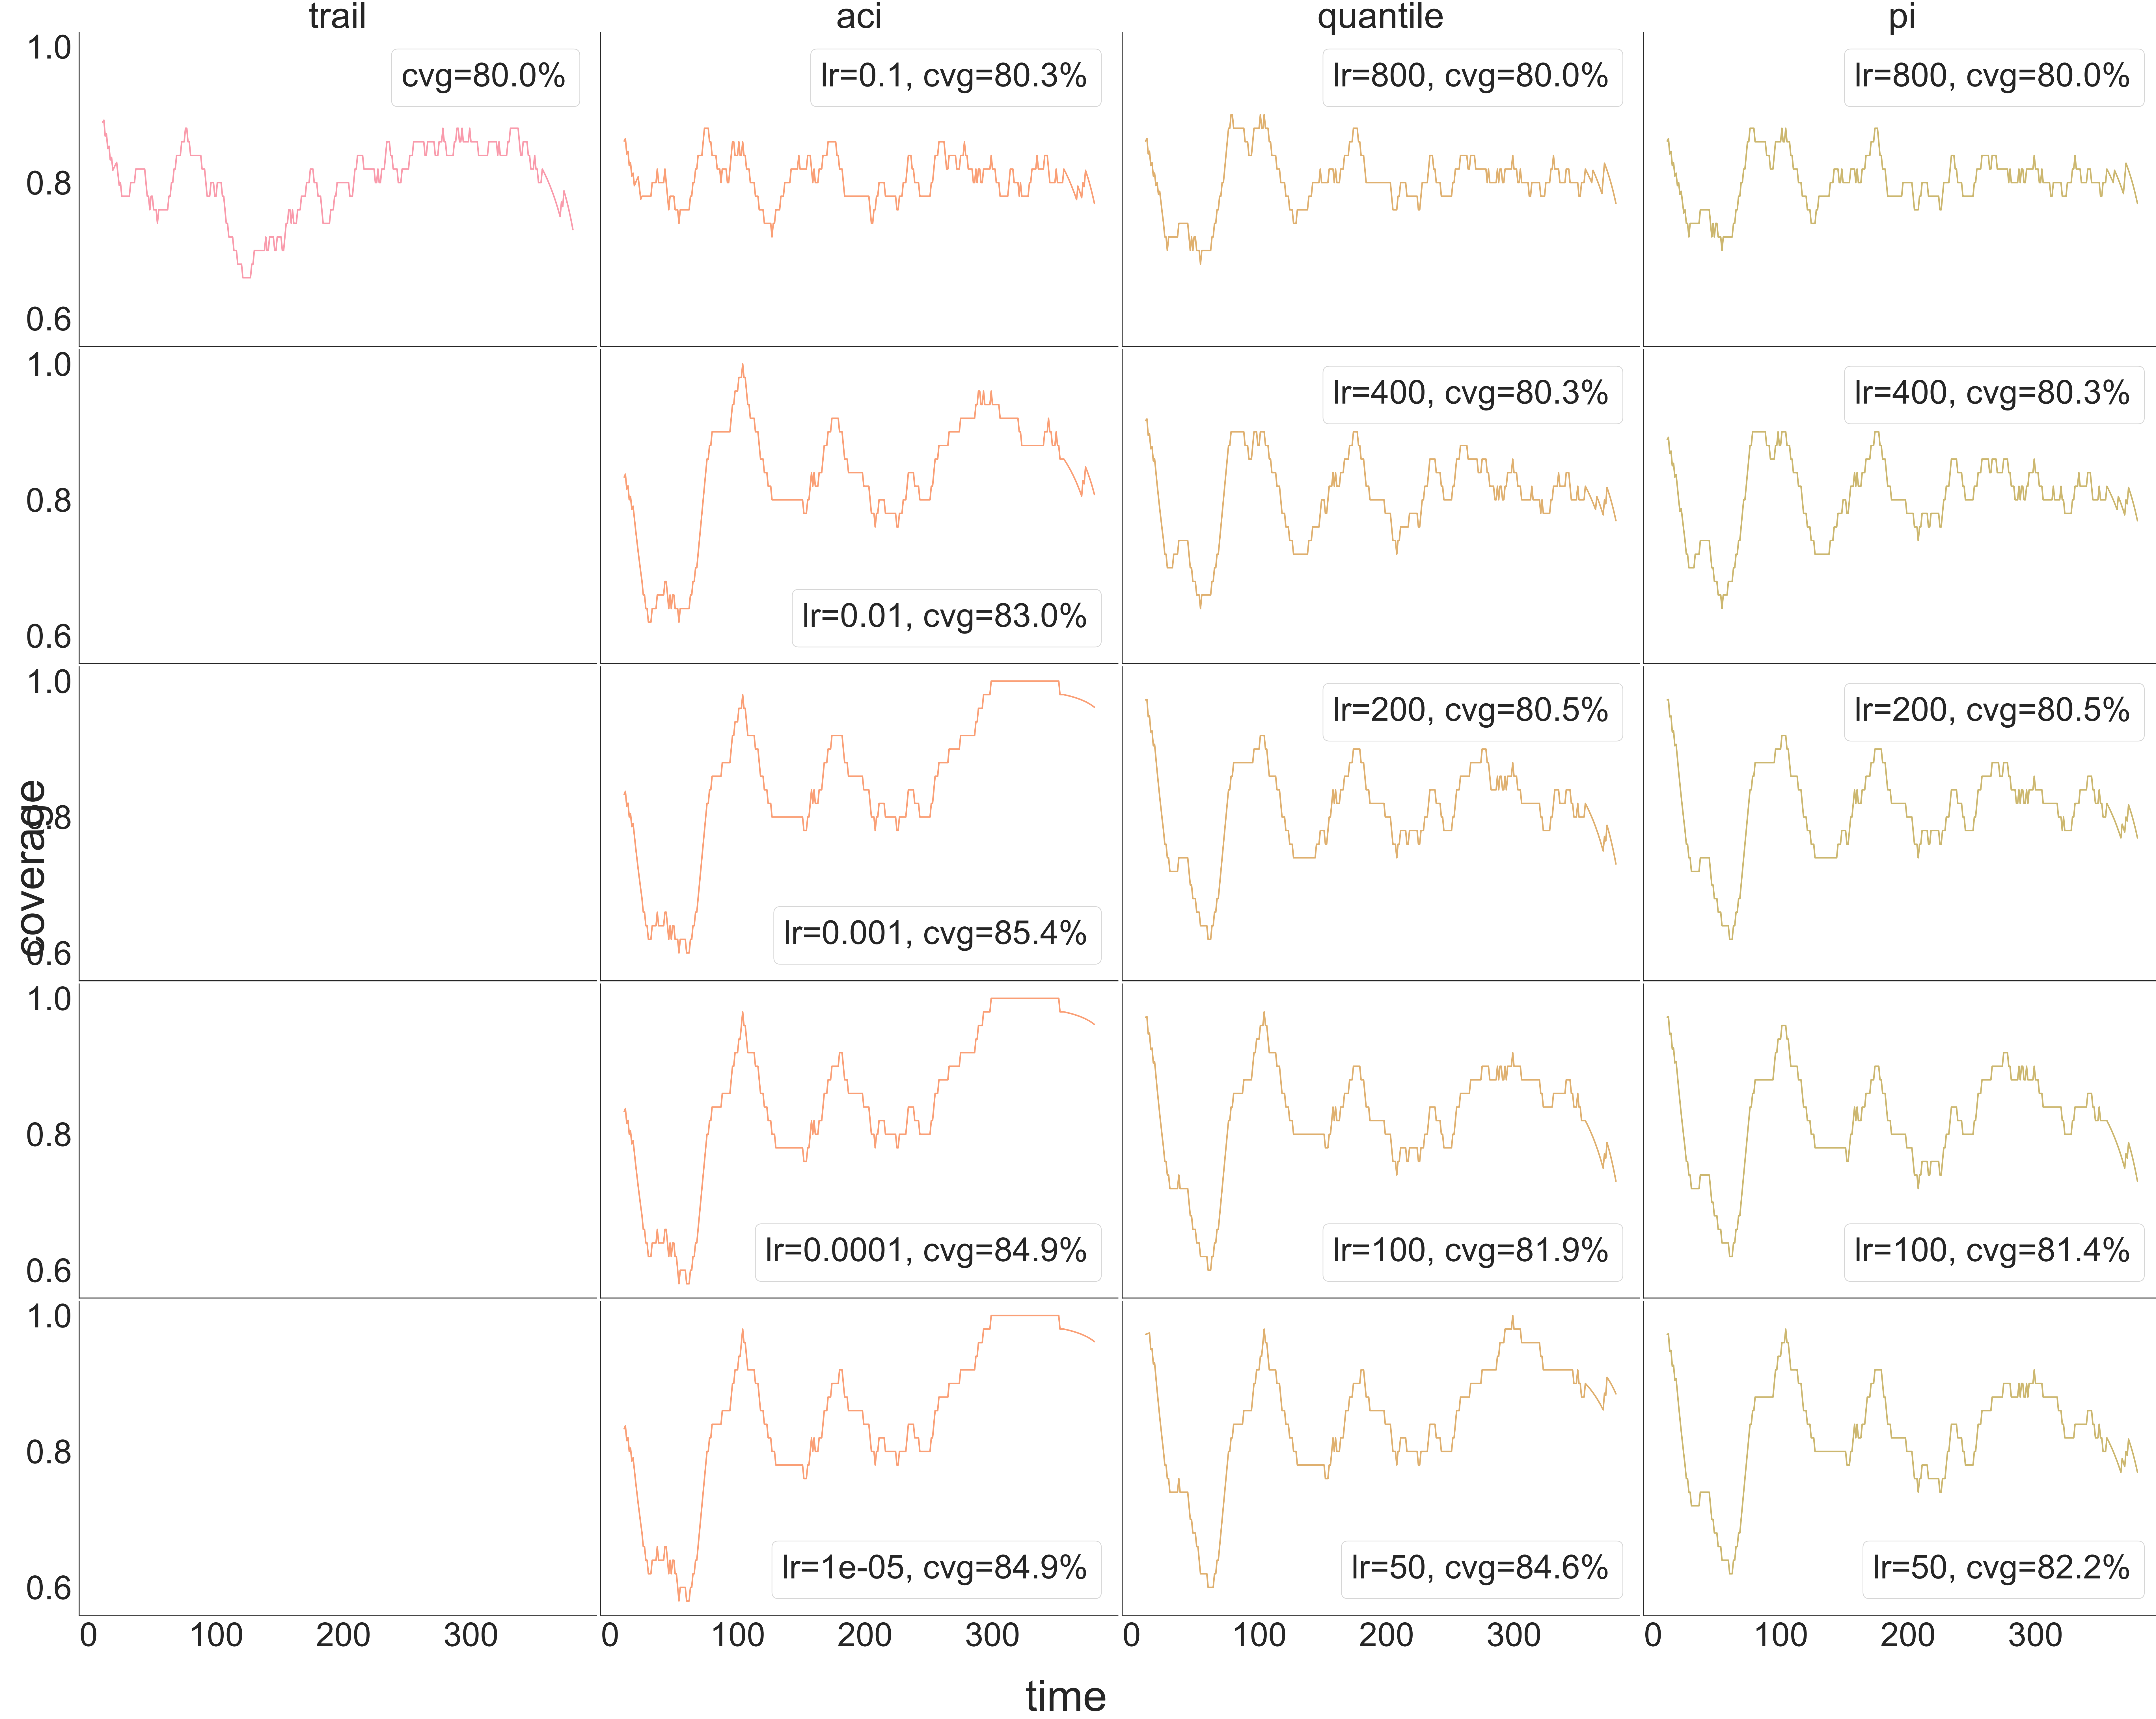 trail aci quantile pi
1.0
cvg=80.0% lr=0.1, cvg=80.3% lr=800, cvg=80.0% lr=800, cvg=80.0%
0.8
0.6
1.0
lr=400, cvg=80.3% lr=400, cvg=80.3%
0.8
lr=0.01, cvg=83.0%
0.6
1.0
lr=200, cvg=80.5% lr=200, cvg=80.5%
0.8
coverage
lr=0.001, cvg=85.4%
0.6
1.0
0.8
lr=0.0001, cvg=84.9% lr=100, cvg=81.9% lr=100, cvg=81.4%
0.6
1.0
0.8
lr=1e-05, cvg=84.9% lr=50, cvg=84.6% lr=50, cvg=82.2%
0.6
0 100 200 300 0 100 200 300 0 100 200 300 0 100 200 300
time